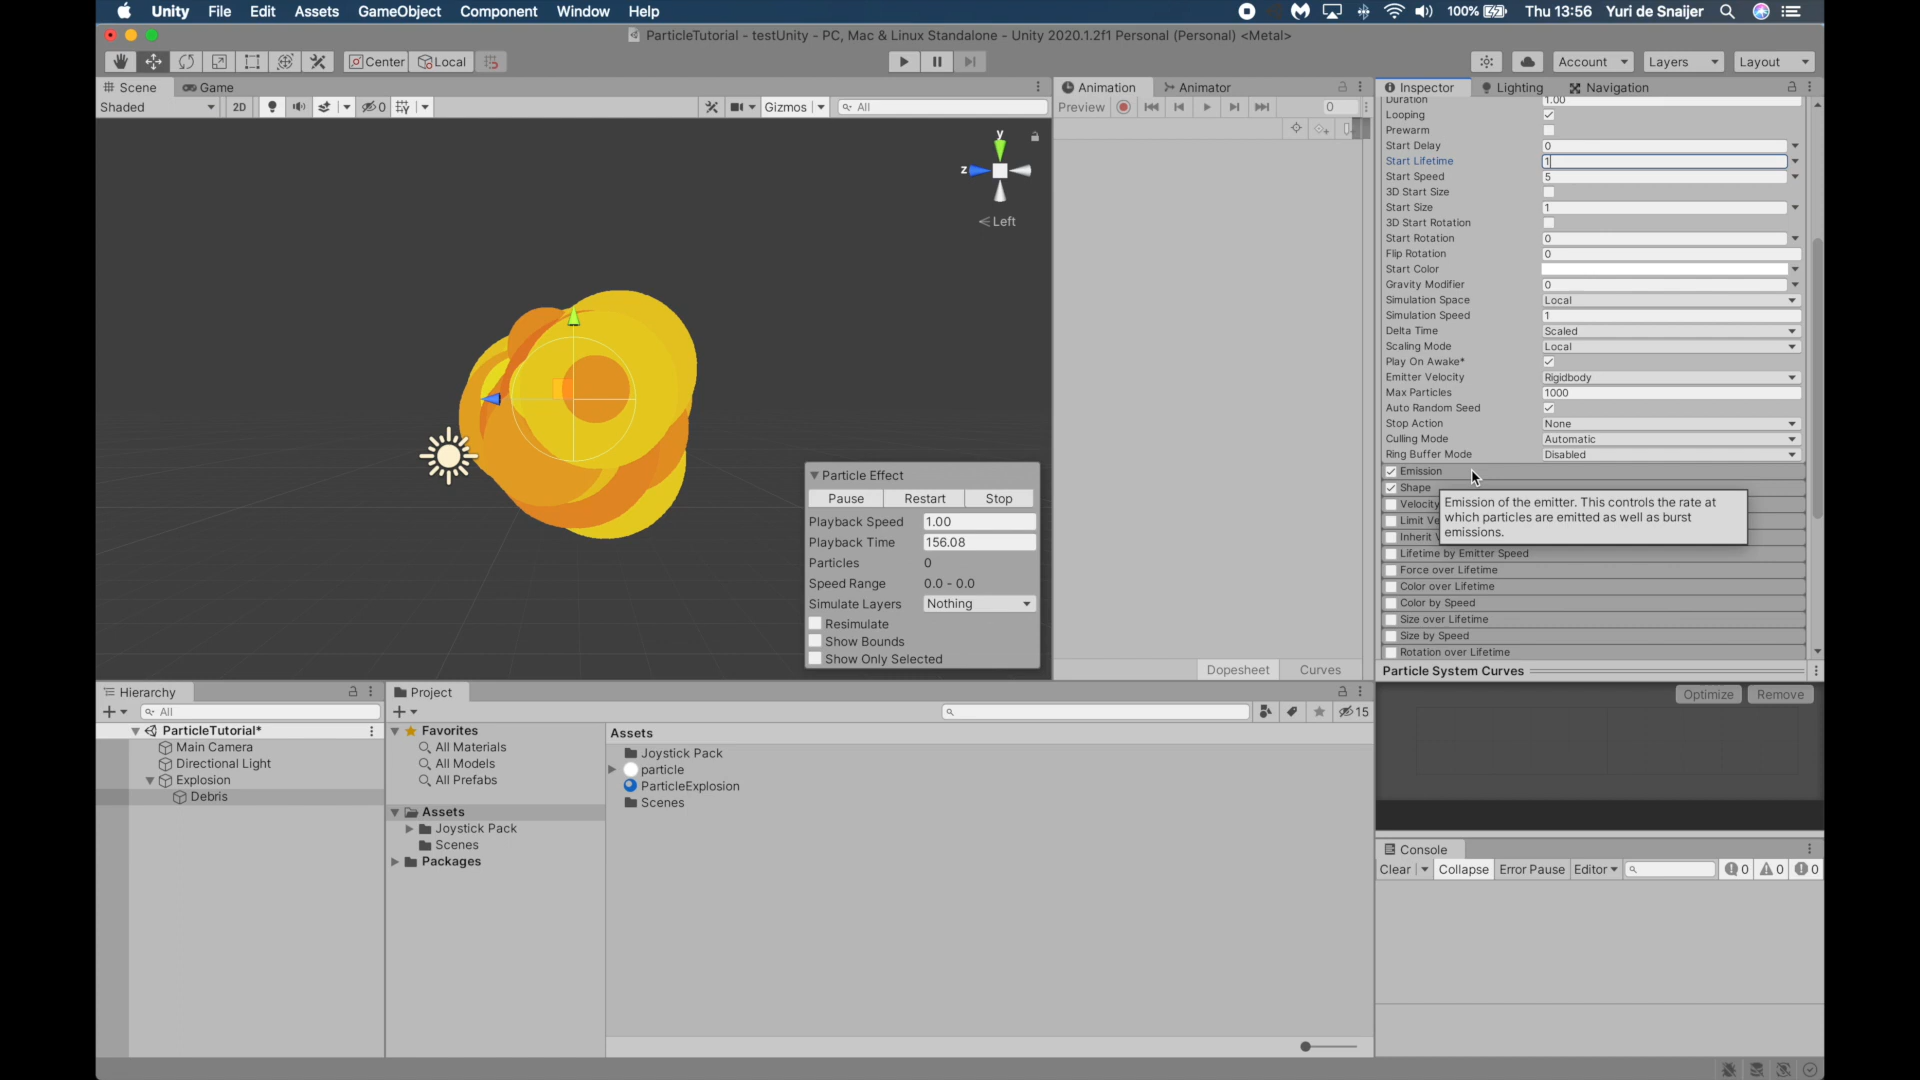 Unity File Edit Assets GameObject Component Window Help 100% Thu 13:56 Yuri de Snaijer
ParticleTutorial - testUnity - PC, Mac & Linux Standalone - Unity 2020.1.2f1 Personal (Personal) <Metal>
Center Local Account Layers Layout
Scene Game
Shaded 2D 0 Gizmos All
y
z
Left
Particle Effect
Pause Restart Stop
Playback Speed 1.00
Playback Time 156.08
Particles 0
Speed Range 0.0 - 0.0
Simulate Layers Nothing
Resimulate
Show Bounds
Show Only Selected
Animation Animator
Preview 0
Dopesheet Curves
Inspector Lighting Navigation
Duration 1.00
Looping
Prewarm
Start Delay 0
Start Lifetime 1
Start Speed 5
3D Start Size
Start Size 1
3D Start Rotation
Start Rotation 0
Flip Rotation 0
Start Color
Gravity Modifier 0
Simulation Space Local
Simulation Speed 1
Delta Time Scaled
Scaling Mode Local
Play On Awake*
Emitter Velocity Rigidbody
Max Particles 1000
Auto Random Seed
Stop Action None
Culling Mode Automatic
Ring Buffer Mode Disabled
Emission
Shape
Velocity
Limit Ve
Inherit V
Emission of the emitter. This controls the rate at
which particles are emitted as well as burst
emissions.
Lifetime by Emitter Speed
Force over Lifetime
Color over Lifetime
Color by Speed
Size over Lifetime
Size by Speed
Rotation over Lifetime
Particle System Curves
Optimize Remove
Hierarchy
All
ParticleTutorial*
Main Camera
Directional Light
Explosion
Debris
Project
15
Favorites
All Materials
All Models
All Prefabs
Assets
Joystick Pack
Scenes
Packages
Assets
Joystick Pack
particle
ParticleExplosion
Scenes
Console
Clear Collapse Error Pause Editor 0 0 0